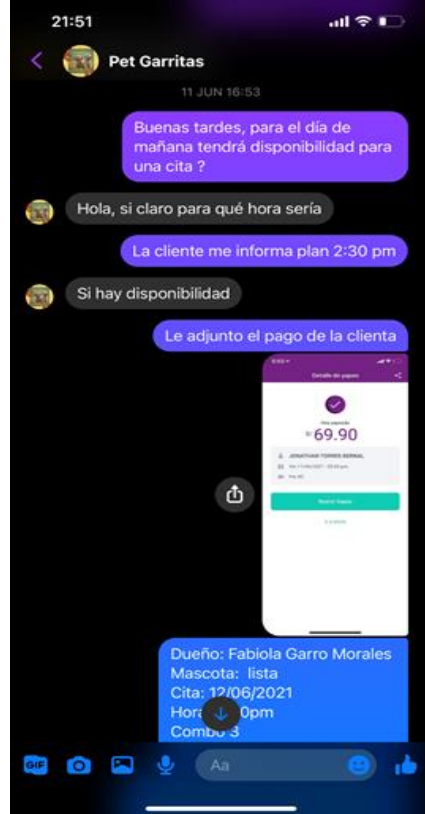 21:51
Pet Garritas
11 JUN 16:53
Buenas tardes, para el día de
mañana tendrá disponibilidad para
una cita ?
Hola, si claro para qué hora sería
La cliente me informa plan 2:30 pm
Si hay disponibilidad
Le adjunto el pago de la clienta
Detalle de yapeo
69.90
JONATHAN TORRES BERNAL
Dueño: Fabiola Garro Morales
Mascota: lista
Cita: 12/06/2021
Hora 0pm
Combo 3
GIF
Aa